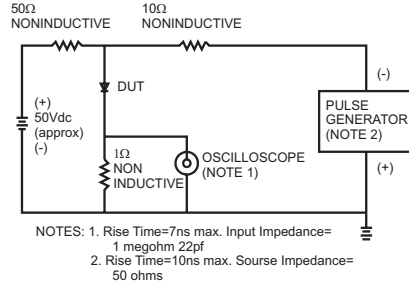 50Ω
NONINDUCTIVE
10Ω
NONINDUCTIVE
DUT
(+)
50Vdc
(approx)
(-)
1Ω
NON
INDUCTIVE
OSCILLOSCOPE
(NOTE 1)
(-)
PULSE
GENERATOR
(NOTE 2)
(+)
NOTES: 1. Rise Time=7ns max. Input Impedance=
1 megohm 22pf
2. Rise Time=10ns max. Sourse Impedance=
50 ohms